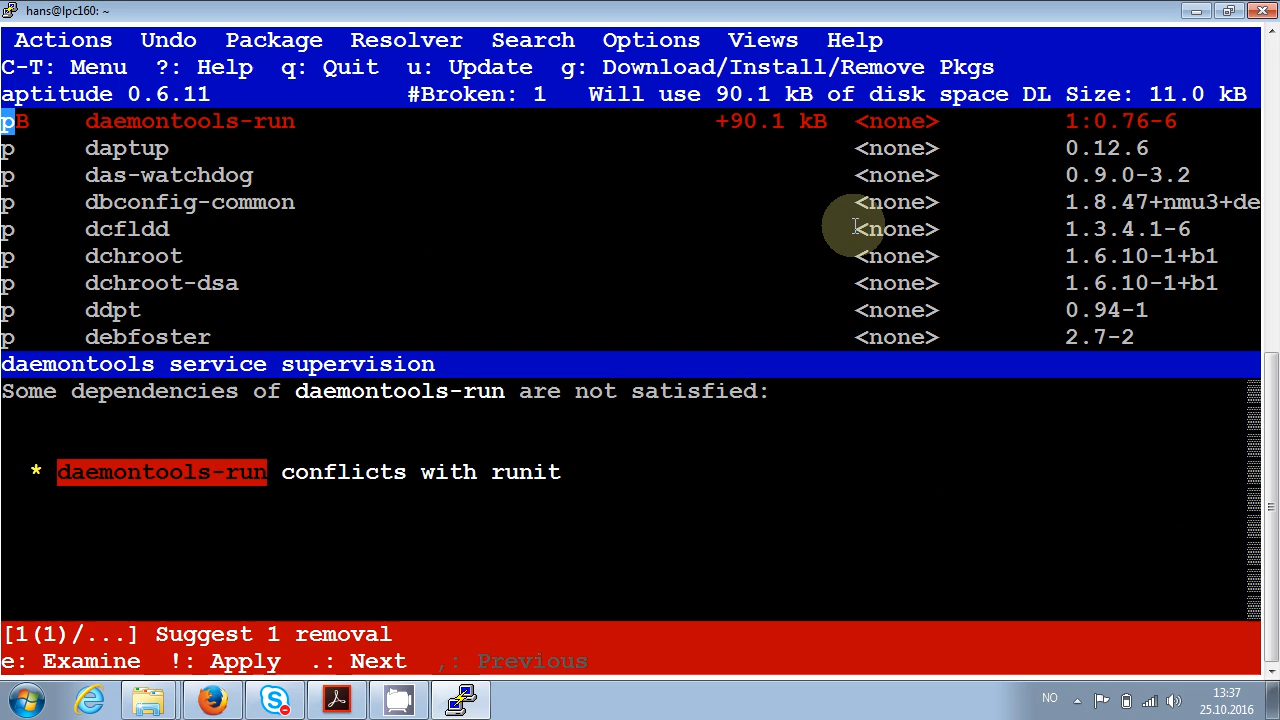 hans@lpc160: ~
Actions Undo Package Resolver Search Options Views Help
C-T: Menu ?: Help q: Quit u: Update g: Download/Install/Remove Pkgs
aptitude 0.6.11 #Broken: 1 Will use 90.1 kB of disk space DL Size: 11.0 kB
pB daemontools-run +90.1 kB <none> 1:0.76-6
p daptup <none> 0.12.6
p das-watchdog <none> 0.9.0-3.2
p dbconfig-common <none> 1.8.47+nmu3+de
p dcfldd <none> 1.3.4.1-6
p dchroot <none> 1.6.10-1+b1
p dchroot-dsa <none> 1.6.10-1+b1
p ddpt <none> 0.94-1
p debfoster <none> 2.7-2
daemontools service supervision
Some dependencies of daemontools-run are not satisfied:
* daemontools-run conflicts with runit
[1(1)/...] Suggest 1 removal
e: Examine !: Apply .: Next ,: Previous
NO 13:37
25.10.2016